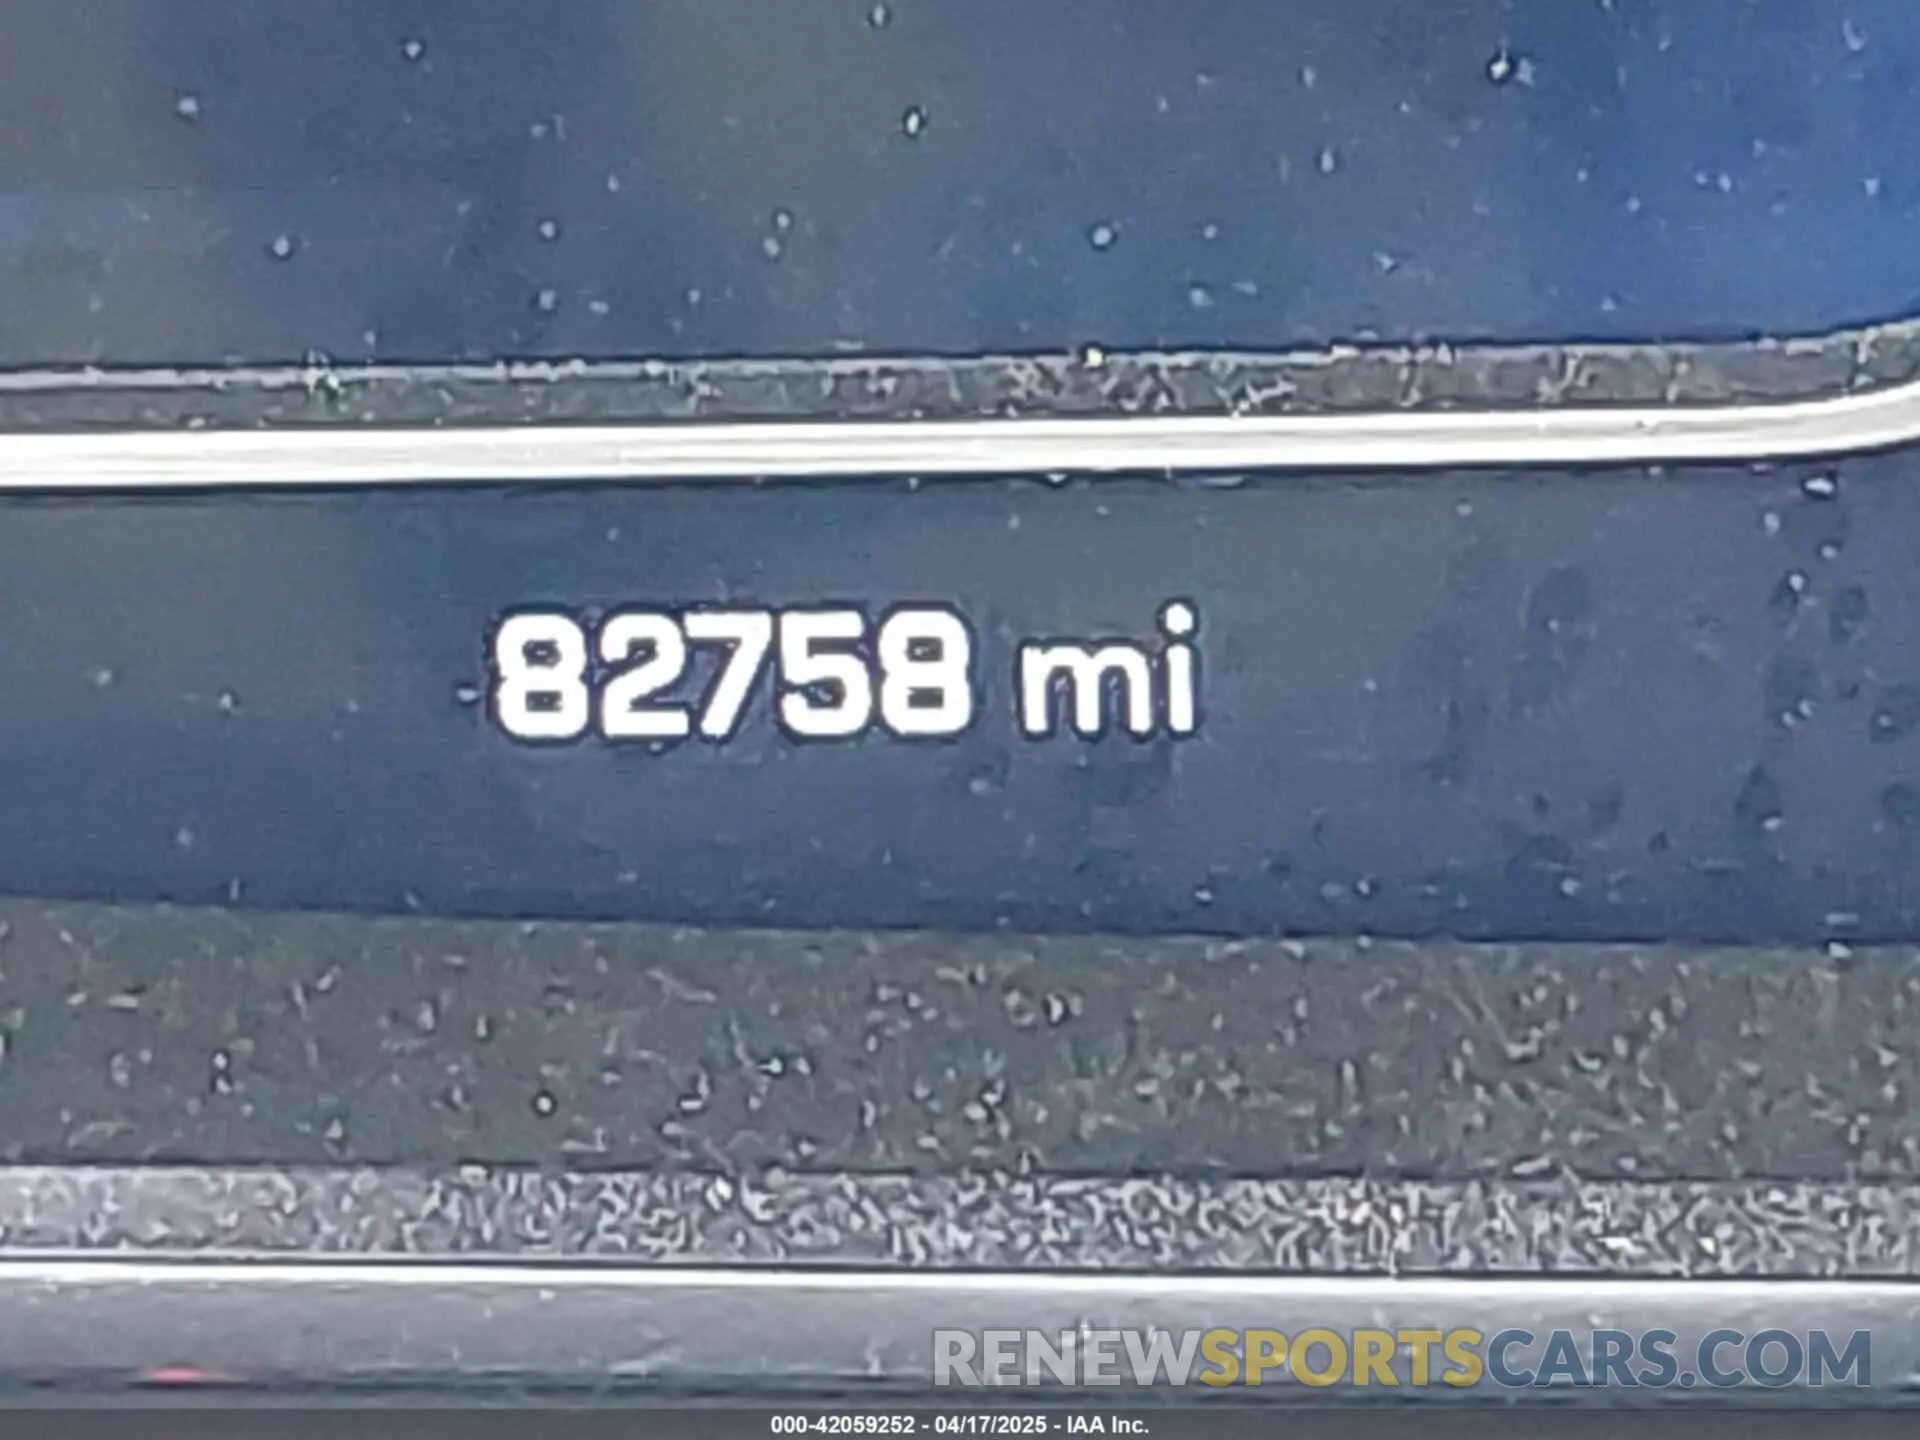 82758 mi
RENEWSPORTSCARS.COM
000-42059252 - 04/17/2025 - IAA Inc.